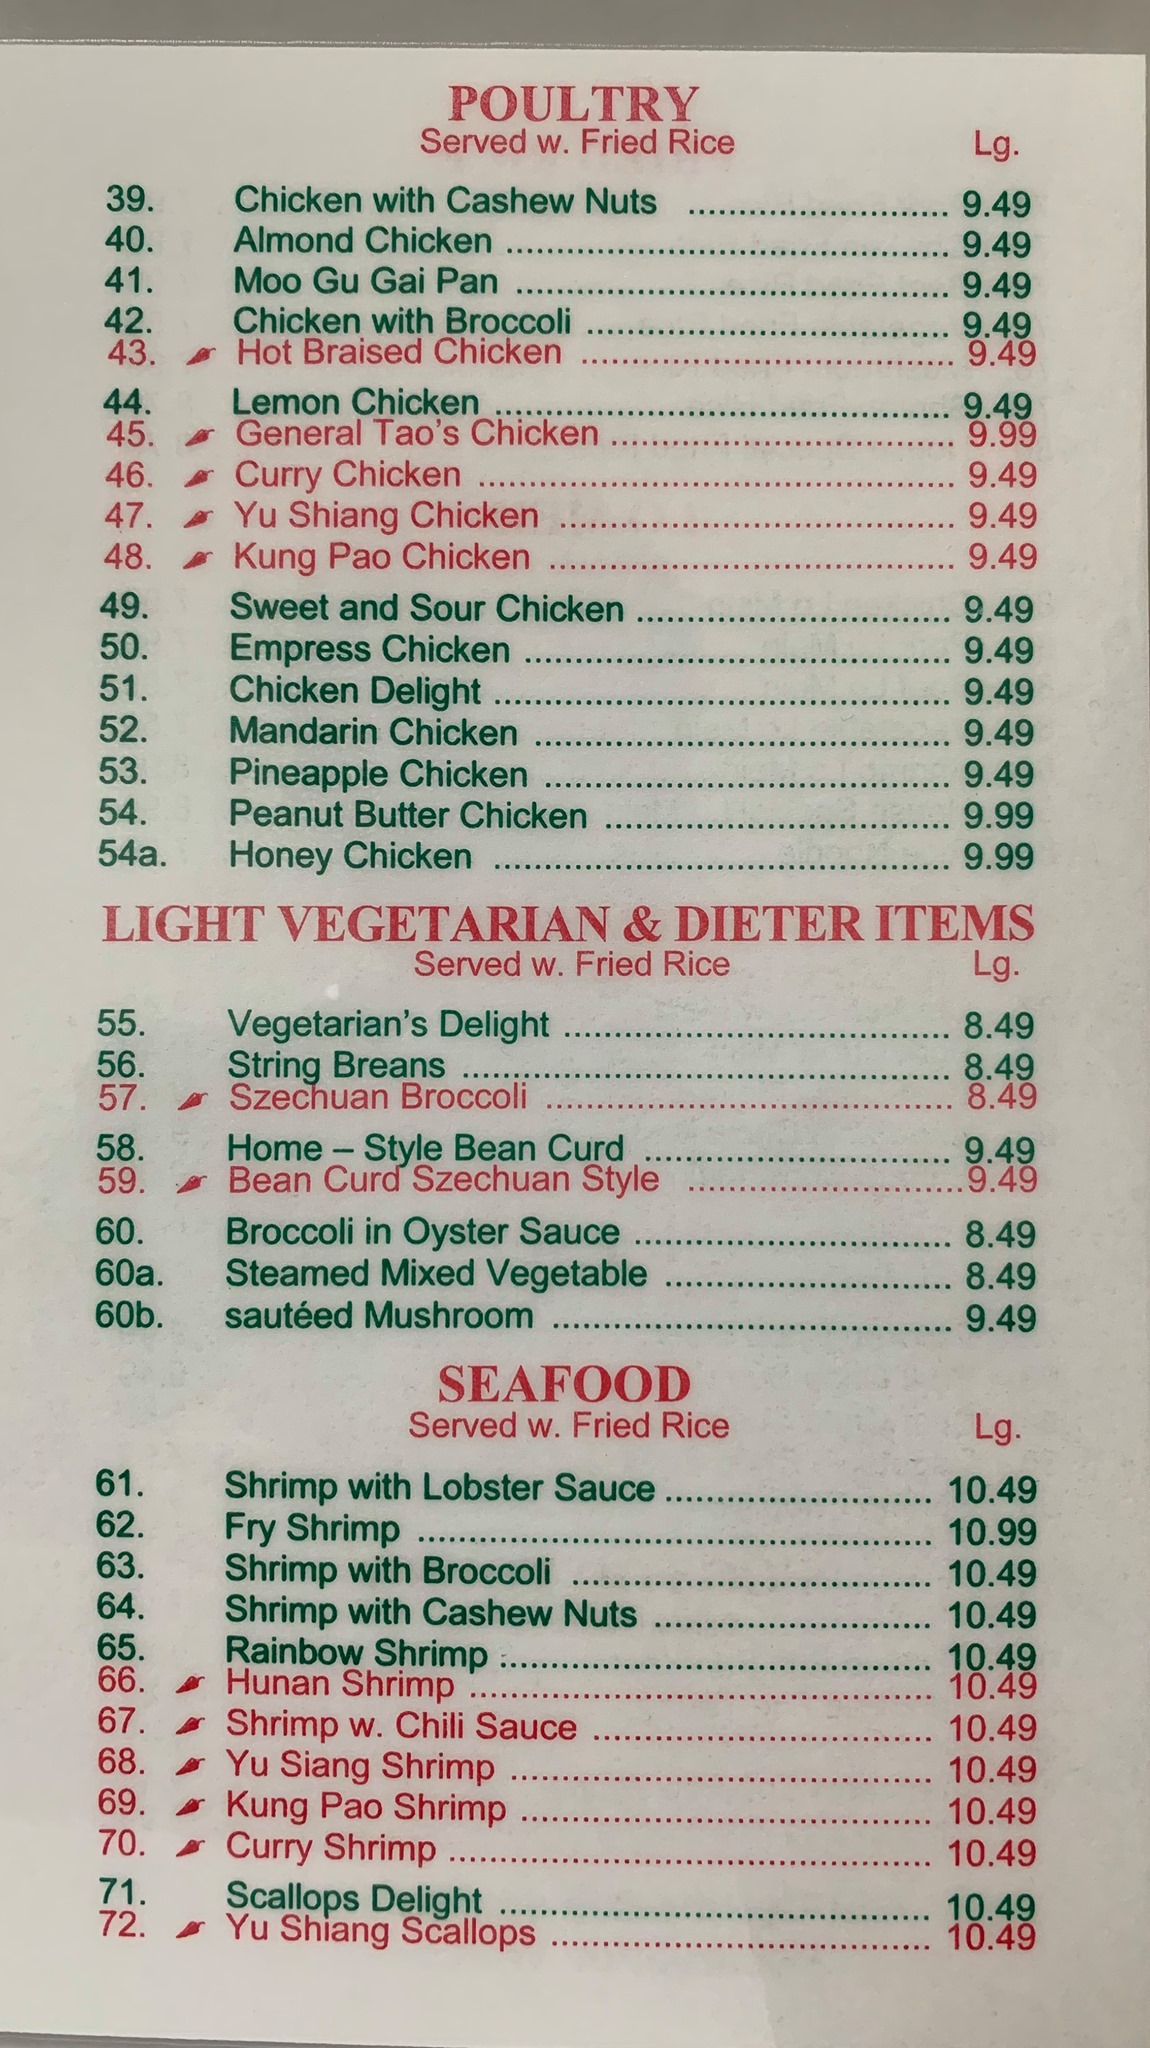 POULTRY
Served w. Fried Rice Lg.
39. Chicken with Cashew Nuts ........................... 9.49
40. Almond Chicken ............................................. 9.49
41. Moo Gu Gai Pan ............................................ 9.49
42. Chicken with Broccoli ..................................... 9.49
43. Hot Braised Chicken ...................................... 9.49
44. Lemon Chicken .............................................. 9.49
45. General Tao's Chicken ................................... 9.99
46. Curry Chicken ................................................ 9.49
47. Yu Shiang Chicken ........................................ 9.49
48. Kung Pao Chicken ......................................... 9.49
49. Sweet and Sour Chicken ................................ 9.49
50. Empress Chicken ........................................... 9.49
51. Chicken Delight .............................................. 9.49
52. Mandarin Chicken .......................................... 9.49
53. Pineapple Chicken ......................................... 9.49
54. Peanut Butter Chicken ................................... 9.99
54a. Honey Chicken .............................................. 9.99
LIGHT VEGETARIAN & DIETER ITEMS
Served w. Fried Rice Lg.
55. Vegetarian's Delight ....................................... 8.49
56. String Breans ................................................. 8.49
57. Szechuan Broccoli ......................................... 8.49
58. Home – Style Bean Curd ............................... 9.49
59. Bean Curd Szechuan Style ............................ 9.49
60. Broccoli in Oyster Sauce ................................ 8.49
60a. Steamed Mixed Vegetable ............................. 8.49
60b. sautéed Mushroom ........................................ 9.49
SEAFOOD
Served w. Fried Rice Lg.
61. Shrimp with Lobster Sauce ........................... 10.49
62. Fry Shrimp .................................................... 10.99
63. Shrimp with Broccoli .................................... 10.49
64. Shrimp with Cashew Nuts ............................ 10.49
65. Rainbow Shrimp ........................................... 10.49
66. Hunan Shrimp ............................................... 10.49
67. Shrimp w. Chili Sauce .................................. 10.49
68. Yu Siang Shrimp ........................................... 10.49
69. Kung Pao Shrimp ......................................... 10.49
70. Curry Shrimp ................................................. 10.49
71. Scallops Delight ............................................ 10.49
72. Yu Shiang Scallops ...................................... 10.49